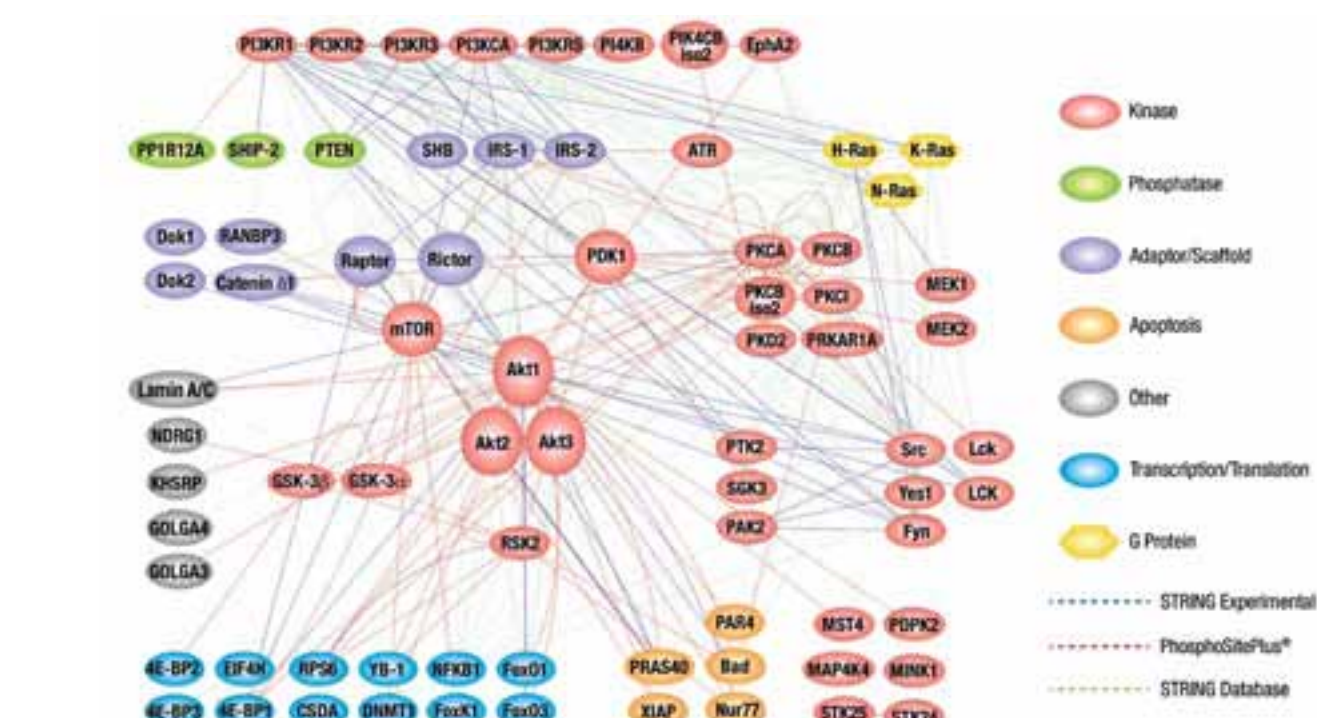 PI3KR1 PI3KR2 PI3KR3 PI3KCA PI3KR5 PI4KB PIK4CB iso2 EphA2
PP1R12A SHIP-2 PTEN SHB IRS-1 IRS-2 ATR H-Ras K-Ras
N-Ras
Dok1 RANBP3 Raptor Rictor PDK1 PKCA PKCB
Dok2 Catenin δ1 PKCB iso2 PKCI MEK1
mTOR PKD2 PRKAR1A MEK2
Akt1
Lamin A/C
NDRG1 Akt2 Akt3 PTK2 Src Lck
KHSRP GSK-3β GSK-3α SGK3 Yes1 LCK
GOLGA4 RSK2 PAK2 Fyn
GOLGA3
PAR4 MST4 PDPK2
4E-BP2 EIF4H RPS6 YB-1 NFKB1 FoxO1 PRAS40 Bad MAP4K4 MINK1
4E-BP3 4E-BP1 CSDA DNMT1 FoxK1 FoxO3 XIAP Nur77 STK25 STK24
Kinase
Phosphatase
Adaptor/Scaffold
Apoptosis
Other
Transcription/Translation
G Protein
STRING Experimental
PhosphoSitePlus®
STRING Database